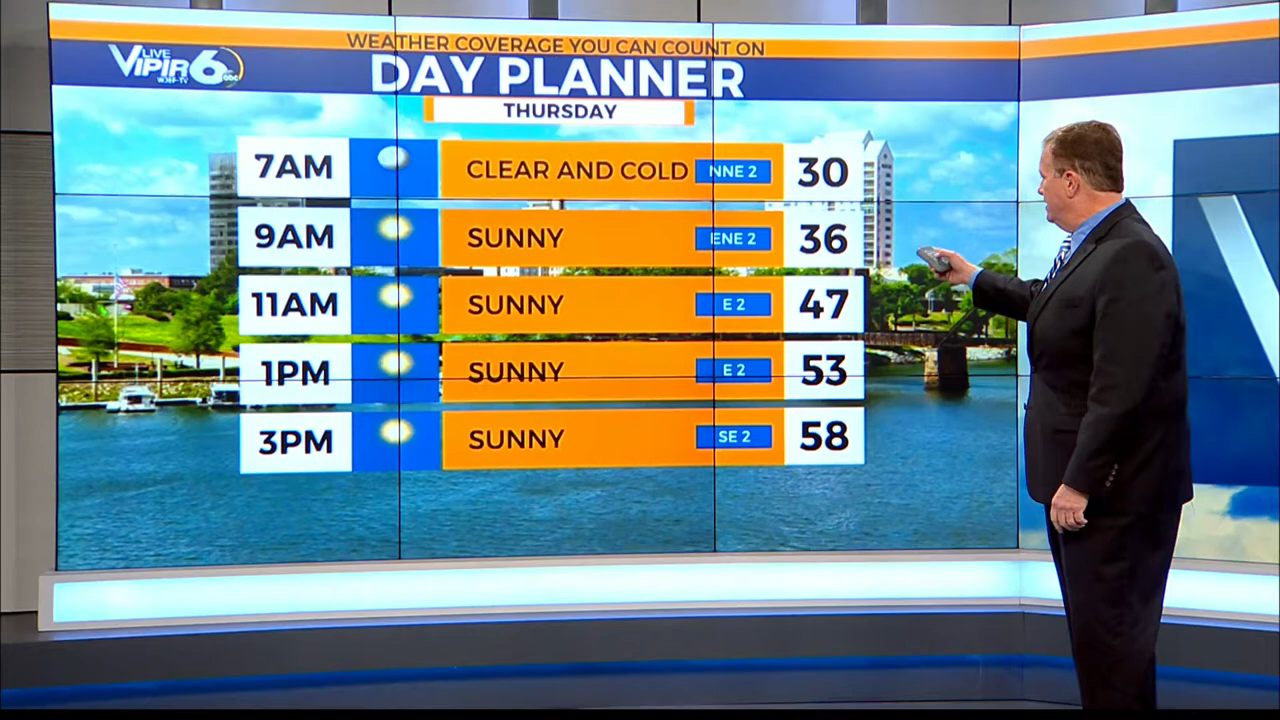 WEATHER COVERAGE YOU CAN COUNT ON
LIVE
VIPIR 6
abc
WJBF-TV
DAY PLANNER
THURSDAY
7AM CLEAR AND COLD NNE 2 30
9AM SUNNY ENE 2 36
11AM SUNNY E 2 47
1PM SUNNY E 2 53
3PM SUNNY SE 2 58